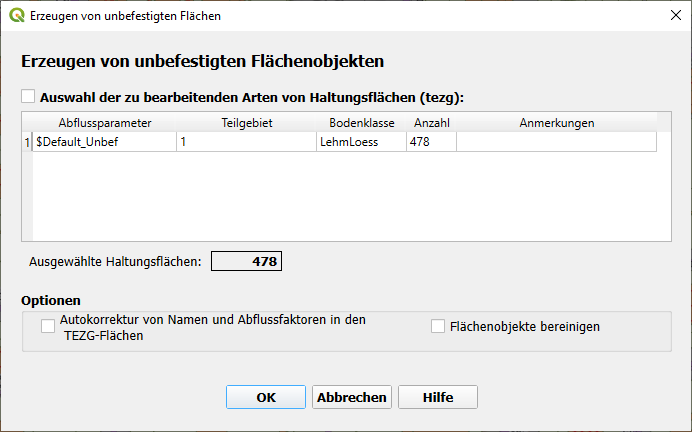 Erzeugen von unbefestigten Flächen
Erzeugen von unbefestigten Flächenobjekten
Auswahl der zu bearbeitenden Arten von Haltungsflächen (tezg):
Abflussparameter Teilgebiet Bodenklasse Anzahl Anmerkungen
1 $Default_Unbef 1 LehmLoess 478
Ausgewählte Haltungsflächen: 478
Optionen
Autokorrektur von Namen und Abflussfaktoren in den
TEZG-Flächen
Flächenobjekte bereinigen
OK Abbrechen Hilfe